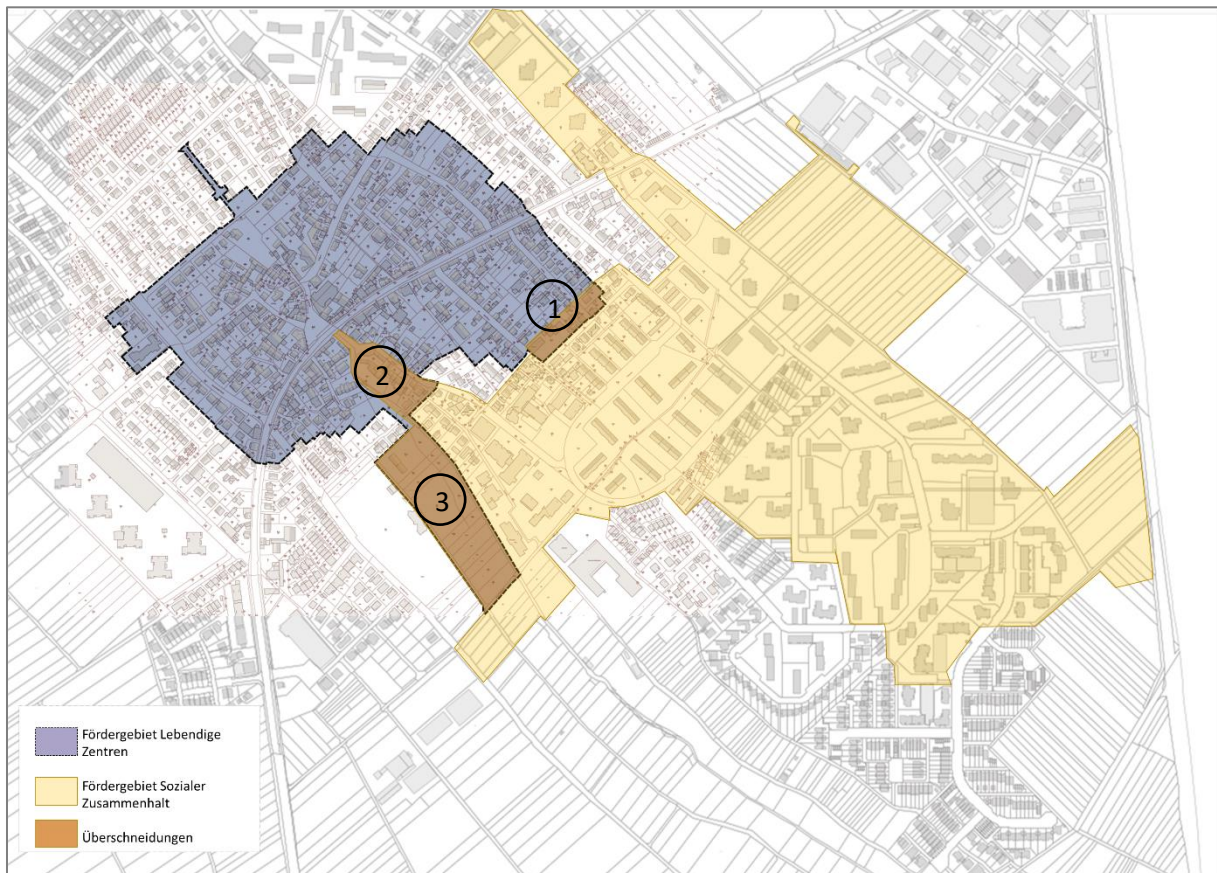 1
2
3
Fördergebiet Lebendige
Zentren
Fördergebiet Sozialer
Zusammenhalt
Überschneidungen